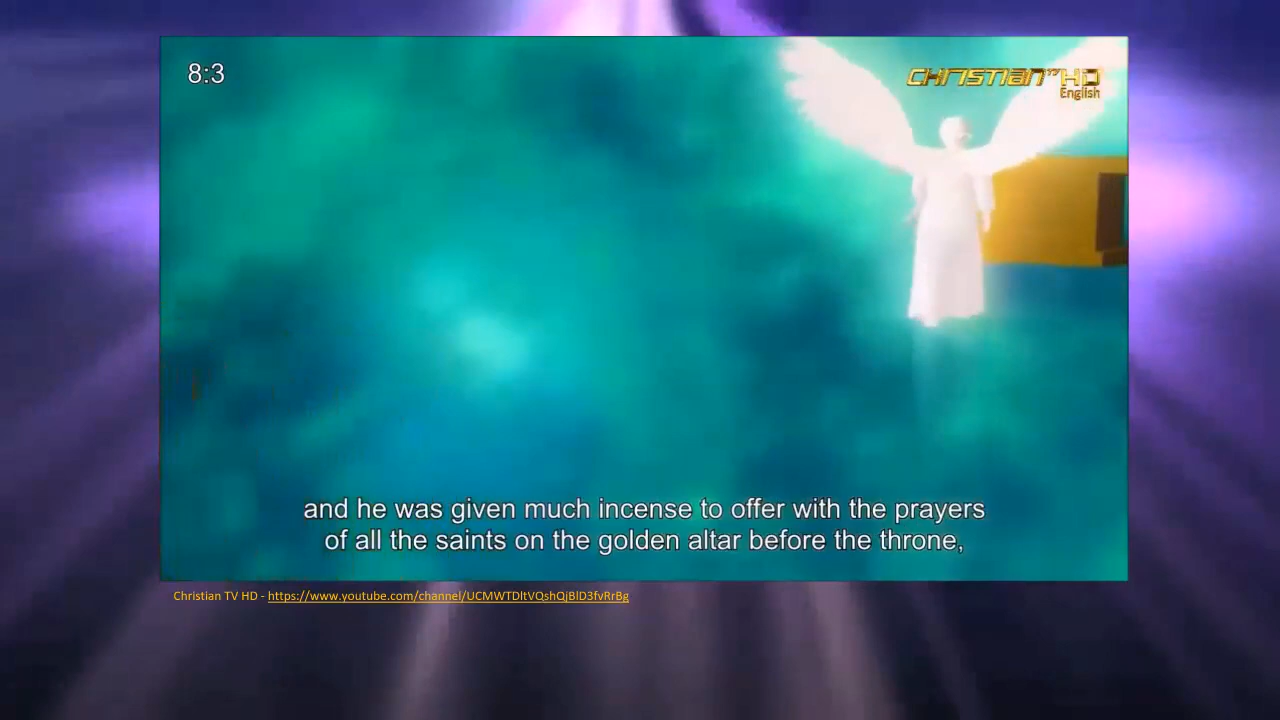 8:3
CHRISTIAN TV HD
English
and he was given much incense to offer with the prayers
of all the saints on the golden altar before the throne,
Christian TV HD - https://www.youtube.com/channel/UCMWTDltVQshQjBlD3fvRrBg